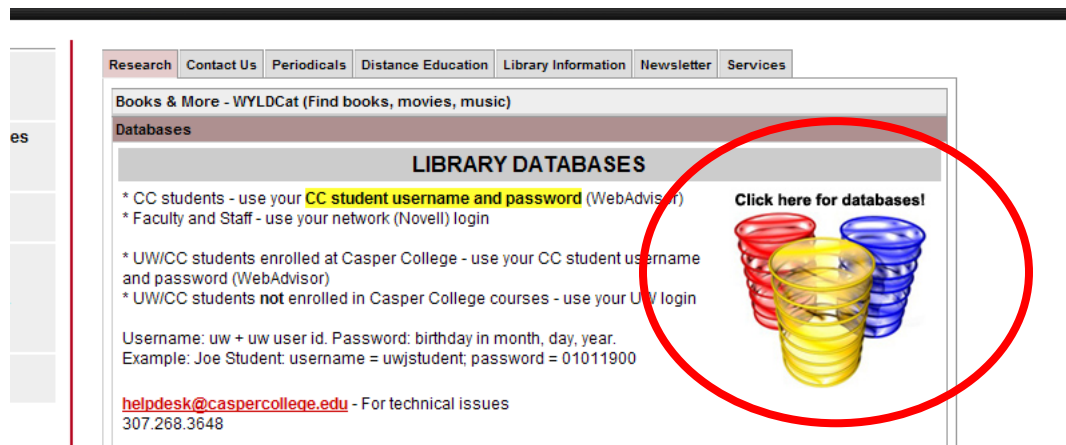 Research Contact Us Periodicals Distance Education Library Information Newsletter Services
Books & More - WYLDCat (Find books, movies, music)
es
Databases
LIBRARY DATABASES
* CC students - use your CC student username and password (WebAdvisor)
* Faculty and Staff - use your network (Novell) login
Click here for databases!
* UW/CC students enrolled at Casper College - use your CC student username
and password (WebAdvisor)
* UW/CC students not enrolled in Casper College courses - use your UW login
Username: uw + uw user id. Password: birthday in month, day, year.
Example: Joe Student: username = uwjstudent; password = 01011900
helpdesk@caspercollege.edu - For technical issues
307.268.3648